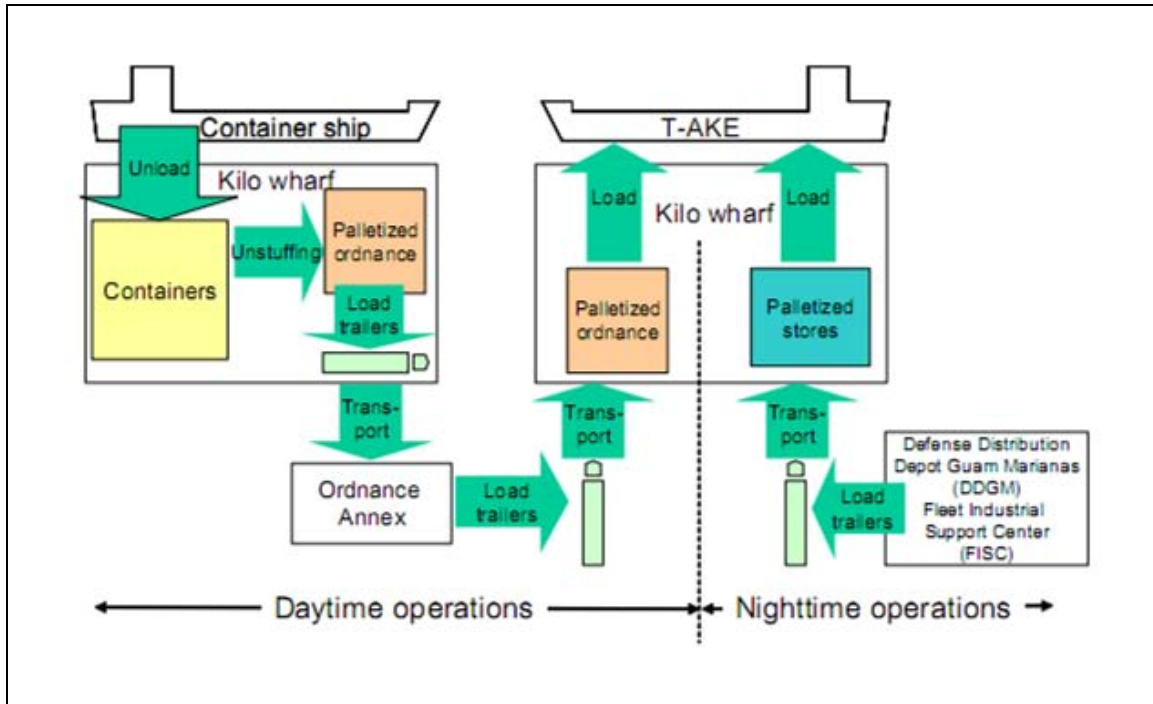 Container ship
T-AKE
Unload
Kilo wharf
Load
Load
Kilo wharf
Palletized
ordnance
Unstuffing
Containers
Load
trailers
Palletized
ordnance
Palletized
stores
Trans-
port
Trans-
port
Trans-
port
Ordnance
Annex
Load
trailers
Load
trailers
Defense Distribution
Depot Guam Marianas
(DDGM)
Fleet Industrial
Support Center
(FISC)
Daytime operations
Nighttime operations